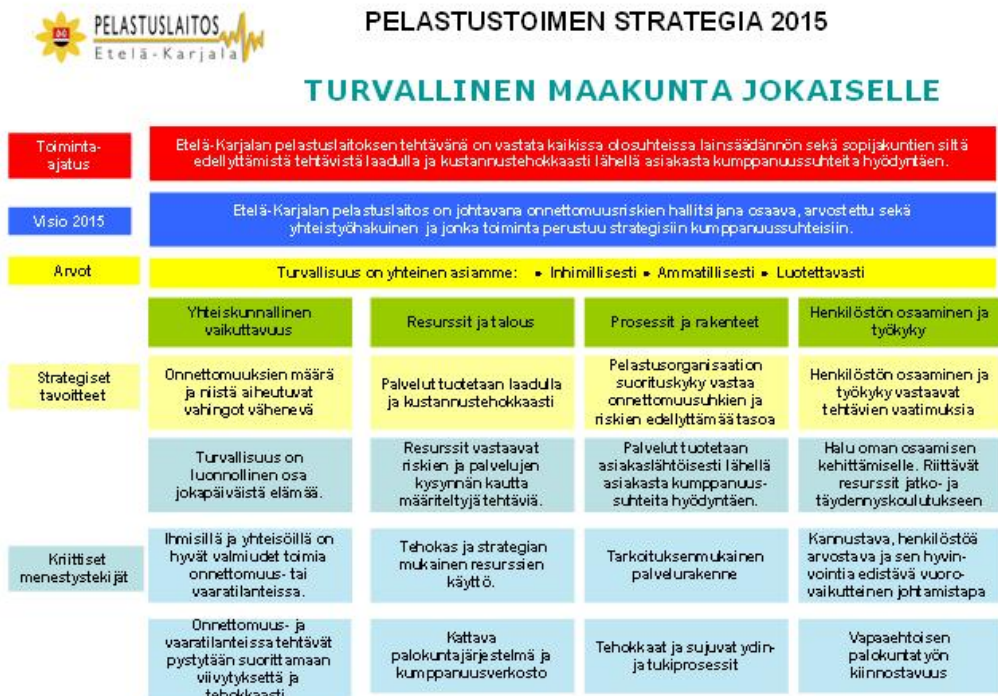 PELASTUSLAITOS
Etelä-Karjala
PELASTUSTOIMEN STRATEGIA 2015
TURVALLINEN MAAKUNTA JOKAISELLE
Toiminta-
ajatus
Etelä-Karjalan pelastuslaitoksen tehtävänä on vastata kaikissa olosuhteissa lainsäädännön sekä sopijakuntien siltä
edellyttämistä tehtävistä laadulla ja kustannustehokkaasti lähellä asiakasta kumppanuussuhteita hyödyntäen.
Visio 2015
Etelä-Karjalan pelastuslaitos on johtavana onnettomuusriskien hallitsijana osaava, arvostettu sekä
yhteistyöhakuinen ja jonka toiminta perustuu strategisiin kumppanuussuhteisiin.
Arvot
Turvallisuus on yhteinen asiamme: • Inhimillisesti • Ammatillisesti • Luotettavasti
Yhteiskunnallinen
vaikuttavuus
Resurssit ja talous
Prosessit ja rakenteet
Henkilöstön osaaminen ja
työkyky
Strategiset
tavoitteet
Onnettomuuksien määrä
ja niistä aiheutuvat
vahingot vähenevä
Palvelut tuotetaan laadulla
ja kustannustehokkaasti
Pelastusorganisaation
suorituskyky vastaa
onnettomuusuhkien ja
riskien edellyttämää tasoa
Henkilöstön osaaminen ja
työkyky vastaavat
tehtävien vaatimuksia
Turvallisuus on
luonnollinen osa
jokapäiväistä elämää.
Resurssit vastaavat
riskien ja palvelujen
kysynnän kautta
määriteltyjä tehtäviä.
Palvelut tuotetaan
asiakaslähtöisesti lähellä
asiakasta kumppanuus-
suhteita hyödyntäen.
Halu oman osaamisen
kehittämiselle. Riittävät
resurssit jatko- ja
täydennyskoulutukseen
Kriittiset
menestystekijät
Ihmisillä ja yhteisöillä on
hyvät valmiudet toimia
onnettomuus- tai
vaaratilanteissa.
Tehokas ja strategian
mukainen resurssien
käyttö.
Tarkoituksenmukainen
palvelurakenne
Kannustava, henkilöstöä
arvostava ja sen hyvin-
vointia edistävä vuoro-
vaikutteinen johtamistapa
Onnettomuus- ja
vaaratilanteissa tehtävät
pystytään suorittamaan
viivytyksettä ja
tehokkaasti.
Kattava
palokuntajärjestelmä ja
kumppanuusverkosto
Tehokkaat ja sujuvat ydin-
ja tukiprosessit
Vapaaehtoisen
palokuntatyön
kiinnostavuus